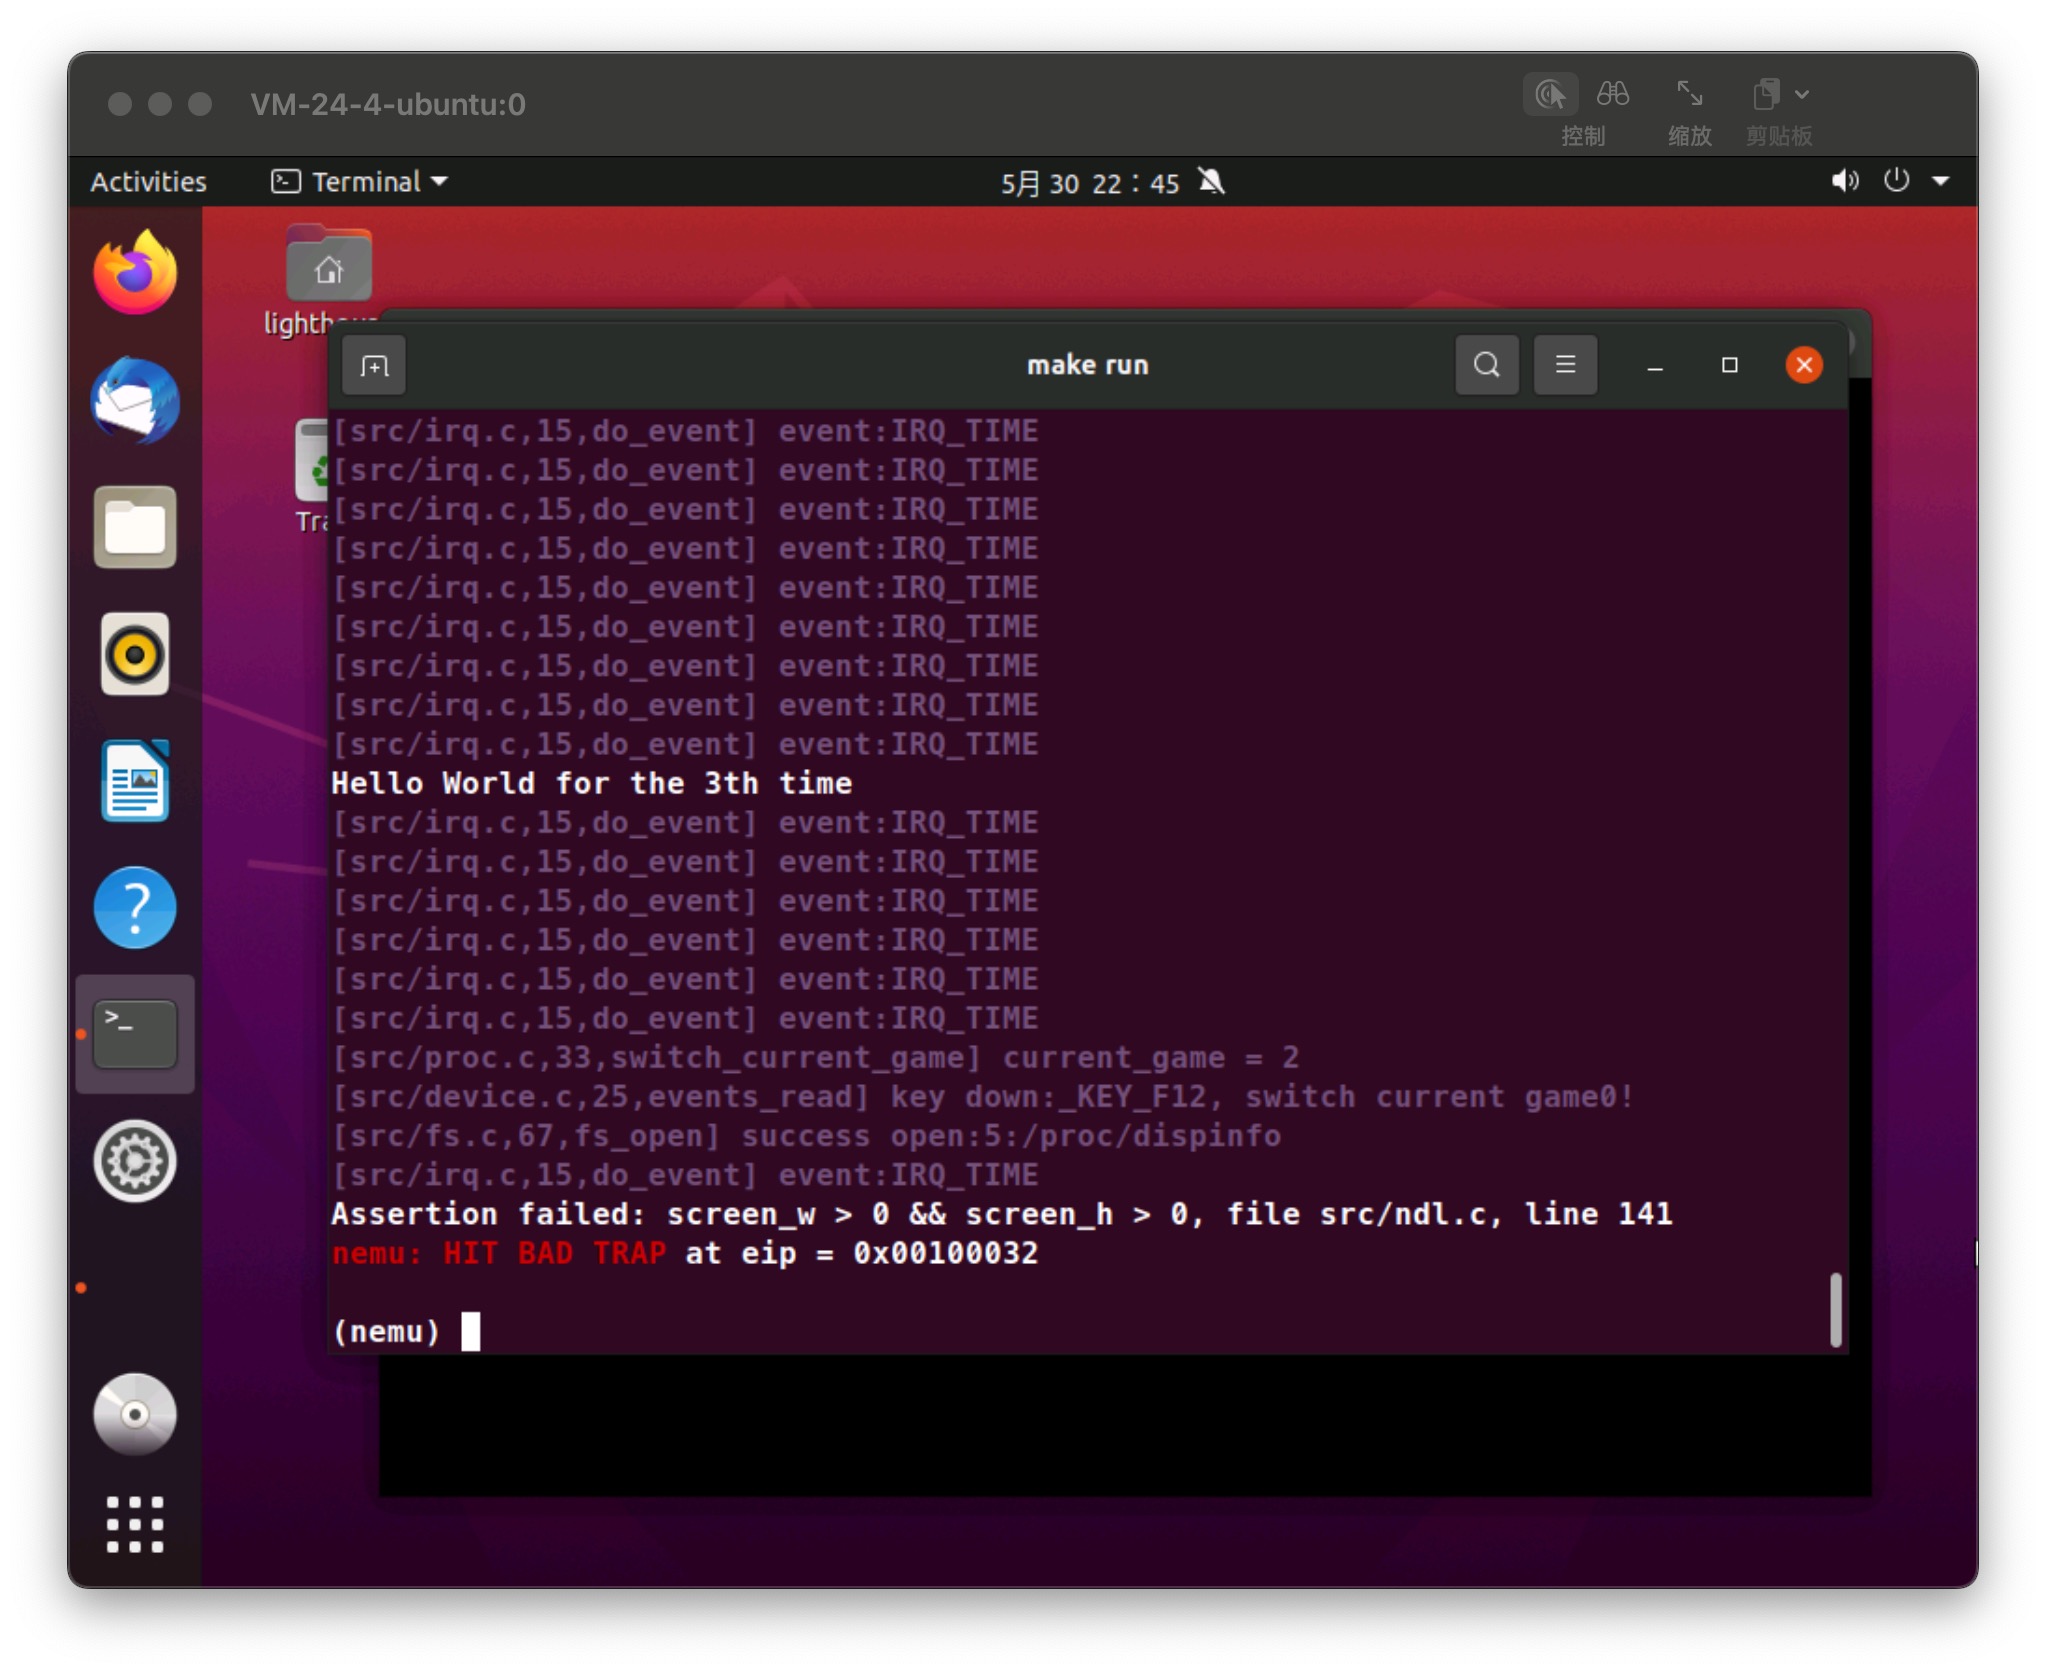 VM-24-4-ubuntu:0
控制
缩放
剪贴板
Activities
Terminal
5月 30 22：45
make run
[src/irq.c,15,do_event] event:IRQ_TIME
[src/irq.c,15,do_event] event:IRQ_TIME
[src/irq.c,15,do_event] event:IRQ_TIME
[src/irq.c,15,do_event] event:IRQ_TIME
[src/irq.c,15,do_event] event:IRQ_TIME
[src/irq.c,15,do_event] event:IRQ_TIME
[src/irq.c,15,do_event] event:IRQ_TIME
[src/irq.c,15,do_event] event:IRQ_TIME
[src/irq.c,15,do_event] event:IRQ_TIME
Hello World for the 3th time
[src/irq.c,15,do_event] event:IRQ_TIME
[src/irq.c,15,do_event] event:IRQ_TIME
[src/irq.c,15,do_event] event:IRQ_TIME
[src/irq.c,15,do_event] event:IRQ_TIME
[src/irq.c,15,do_event] event:IRQ_TIME
[src/irq.c,15,do_event] event:IRQ_TIME
[src/proc.c,33,switch_current_game] current_game = 2
[src/device.c,25,events_read] key down:_KEY_F12, switch current game0!
[src/fs.c,67,fs_open] success open:5:/proc/dispinfo
[src/irq.c,15,do_event] event:IRQ_TIME
Assertion failed: screen_w > 0 && screen_h > 0, file src/ndl.c, line 141
nemu: HIT BAD TRAP at eip = 0x00100032
(nemu)